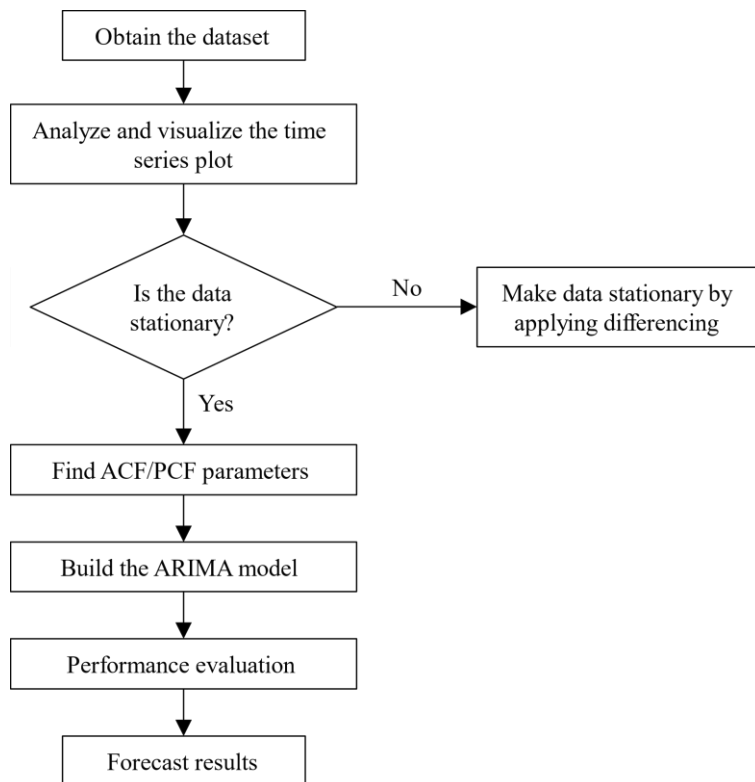 Obtain the dataset
Analyze and visualize the time
series plot
Is the data
stationary?
No
Make data stationary by
applying differencing
Yes
Find ACF/PCF parameters
Build the ARIMA model
Performance evaluation
Forecast results